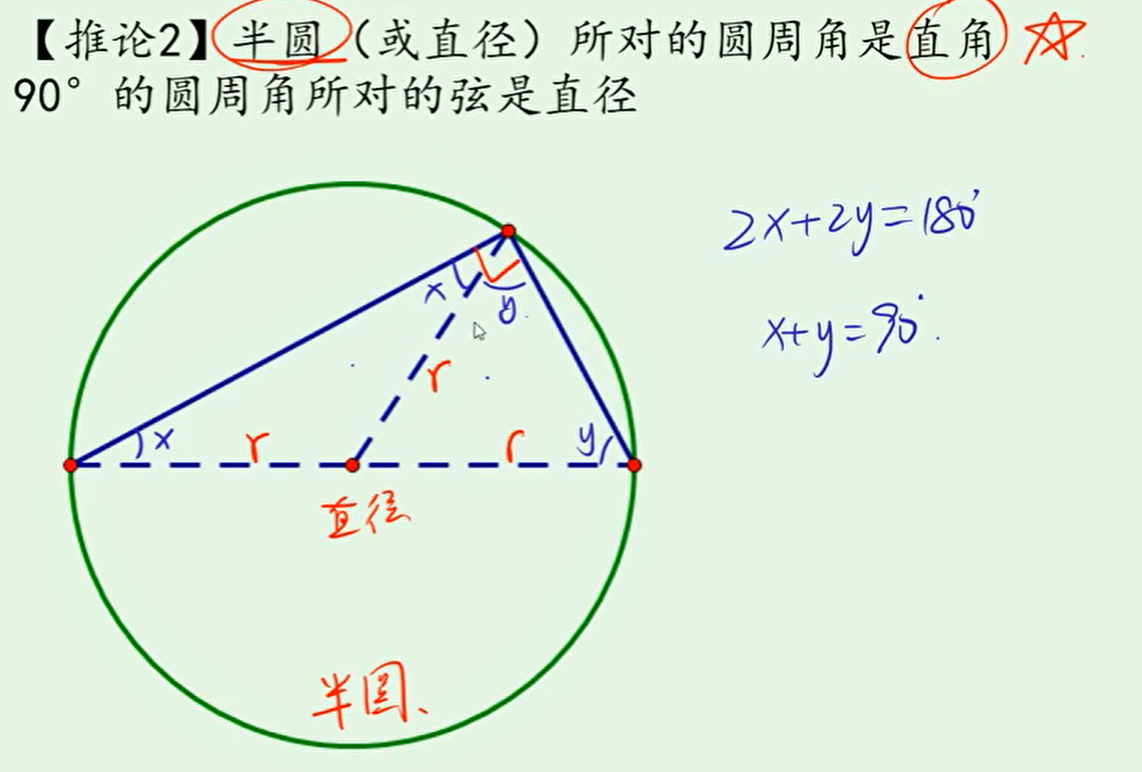 【推论2】半圆（或直径）所对的圆周角是直角
90°的圆周角所对的弦是直径
2x+2y=180°
x+y=90°.
x
y
r
x
r
r
y
直径
半圆、